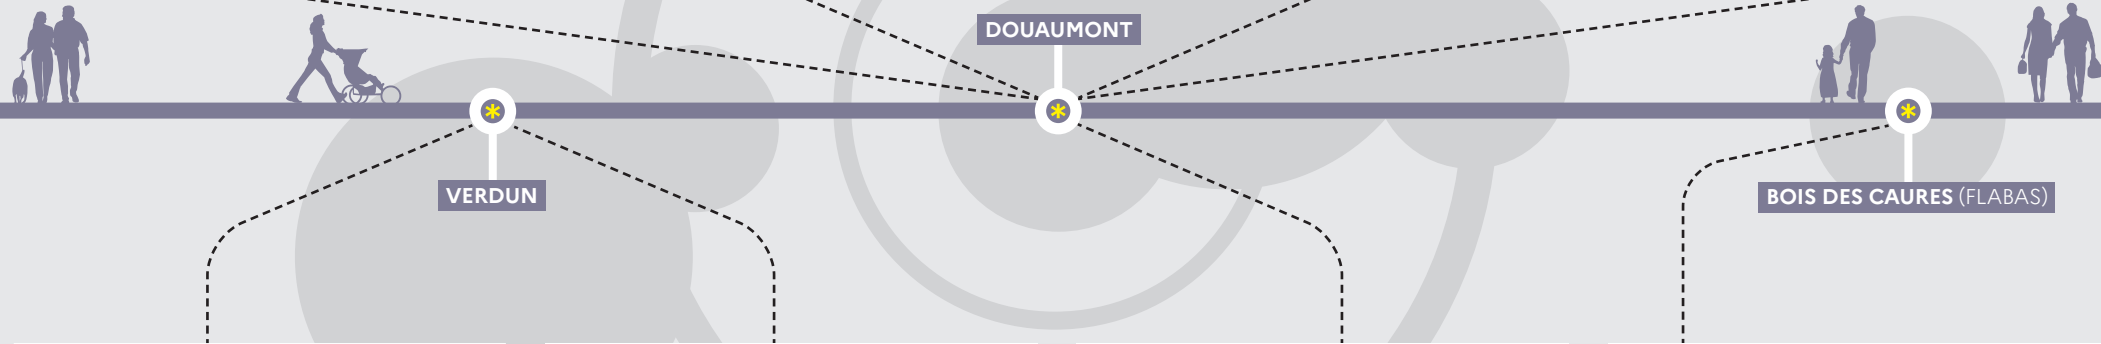 DOUAUMONT
VERDUN
BOIS DES CAURES (FLABAS)